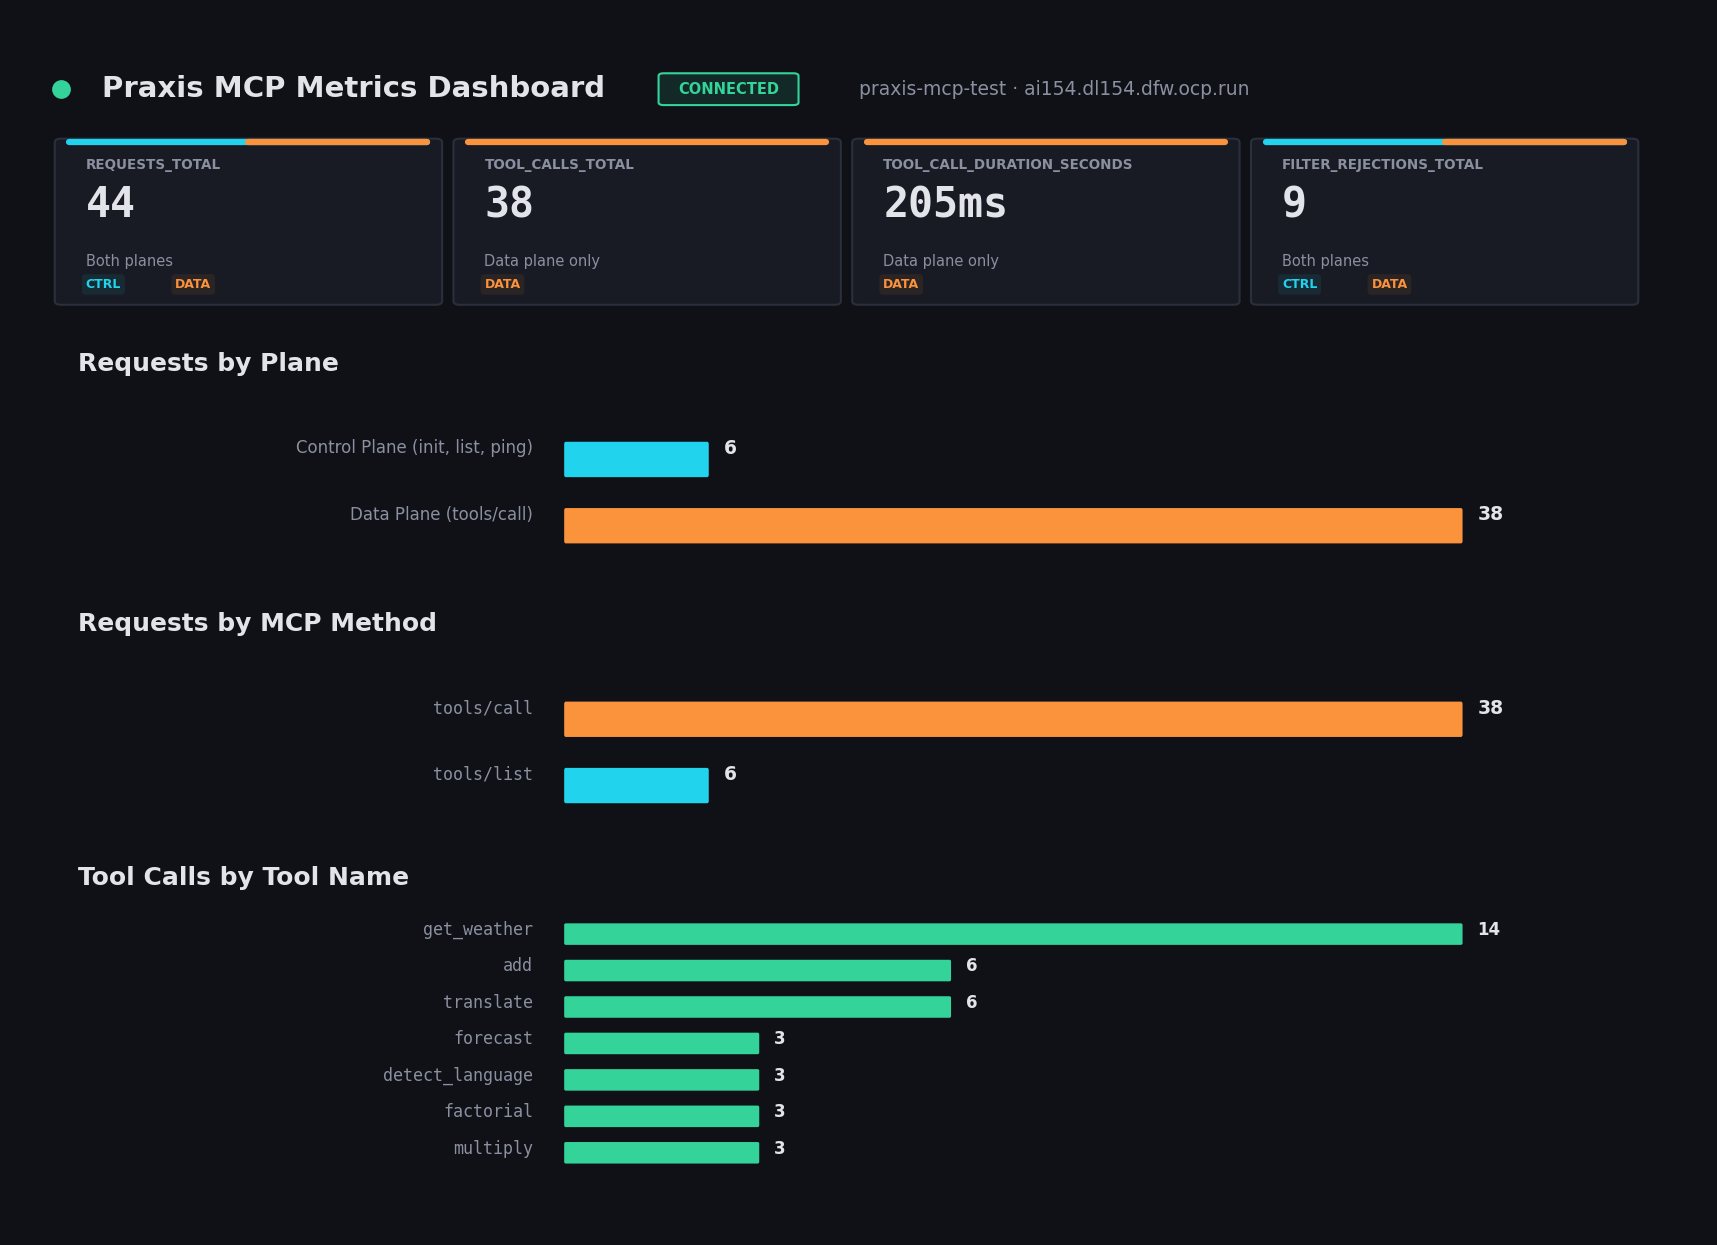 Praxis MCP Metrics Dashboard CONNECTED praxis-mcp-test · ai154.dl154.dfw.ocp.run
REQUESTS_TOTAL
44
Both planes
CTRL DATA
TOOL_CALLS_TOTAL
38
Data plane only
DATA
TOOL_CALL_DURATION_SECONDS
205ms
Data plane only
DATA
FILTER_REJECTIONS_TOTAL
9
Both planes
CTRL DATA
Requests by Plane
Control Plane (init, list, ping) 6
Data Plane (tools/call) 38
Requests by MCP Method
tools/call 38
tools/list 6
Tool Calls by Tool Name
get_weather 14
add 6
translate 6
forecast 3
detect_language 3
factorial 3
multiply 3